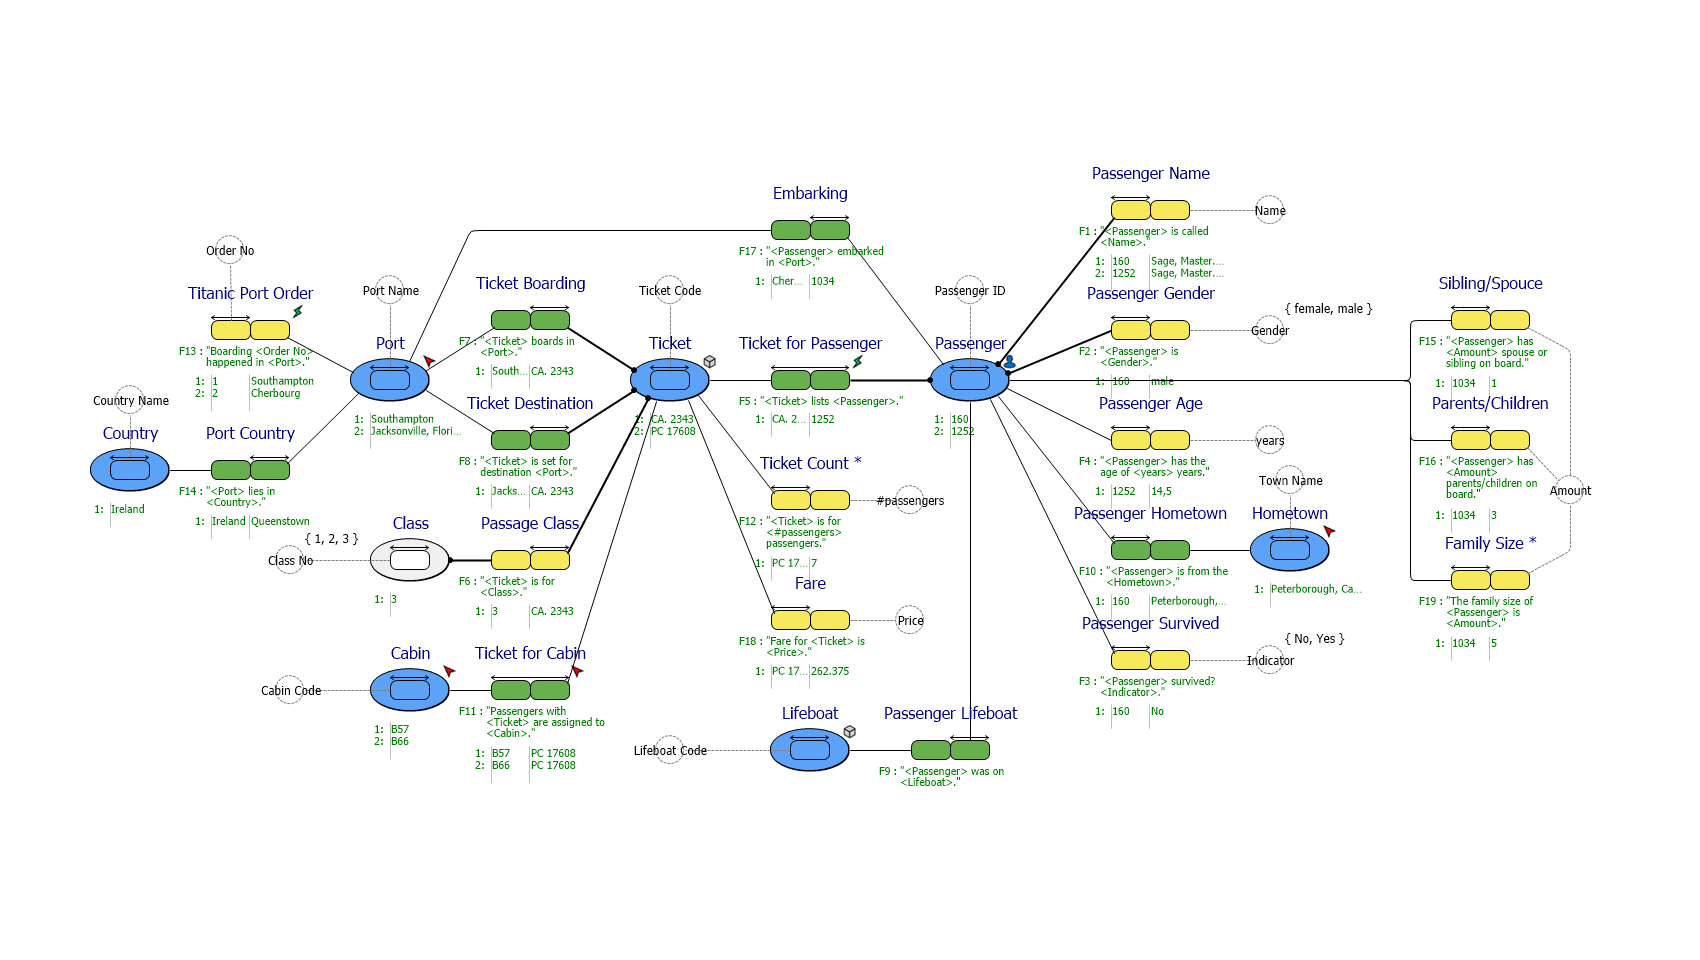 Passenger Name
F1 : "<Passenger> is called
<Name>."
1: 160 Sage, Master....
2: 1252 Sage, Master....
Name
Embarking
F17 : "<Passenger> embarked
in <Port>."
1: Cher... 1034
Order No
Titanic Port Order
F13 : "Boarding <Order No>
happened in <Port>."
1: 1 Southampton
2: 2 Cherbourg
Port Name
Port
1: Southampton
2: Jacksonville, Flori...
Ticket Boarding
F7 : "<Ticket> boards in
<Port>."
1: South... CA. 2343
Ticket Code
Ticket
1: CA. 2343
2: PC 17608
Ticket for Passenger
F5 : "<Ticket> lists <Passenger>."
1: CA. 2... 1252
Passenger ID
Passenger
1: 160
2: 1252
Passenger Gender
{ female, male }
Gender
F2 : "<Passenger> is
<Gender>."
1: 160 male
Sibling/Spouce
F15 : "<Passenger> has
<Amount> spouse or
sibling on board."
1: 1034 1
Country Name
Country
1: Ireland
Port Country
F14 : "<Port> lies in
<Country>."
1: Ireland Queenstown
Ticket Destination
F8 : "<Ticket> is set for
destination <Port>."
1: Jacks... CA. 2343
Passenger Age
years
F4 : "<Passenger> has the
age of <years> years."
1: 1252 14,5
Parents/Children
F16 : "<Passenger> has
<Amount>
parents/children on
board."
1: 1034 3
Amount
Ticket Count *
#passengers
F12 : "<Ticket> is for
<#passengers>
passengers."
1: PC 17... 7
Class
{ 1, 2, 3 }
Class No
1: 3
Passage Class
F6 : "<Ticket> is for
<Class>."
1: 3 CA. 2343
Passenger Hometown
F10 : "<Passenger> is from the
<Hometown>."
1: 160 Peterborough,...
Town Name
Hometown
1: Peterborough, Ca...
Family Size *
F19 : "The family size of
<Passenger> is
<Amount>."
1: 1034 5
Fare
Price
F18 : "Fare for <Ticket> is
<Price>."
1: PC 17... 262.375
Passenger Survived
{ No, Yes }
Indicator
F3 : "<Passenger> survived?
<Indicator>."
1: 160 No
Cabin
Cabin Code
1: B57
2: B66
Ticket for Cabin
F11 : "Passengers with
<Ticket> are assigned to
<Cabin>."
1: B57 PC 17608
2: B66 PC 17608
Lifeboat
Lifeboat Code
Passenger Lifeboat
F9 : "<Passenger> was on
<Lifeboat>."